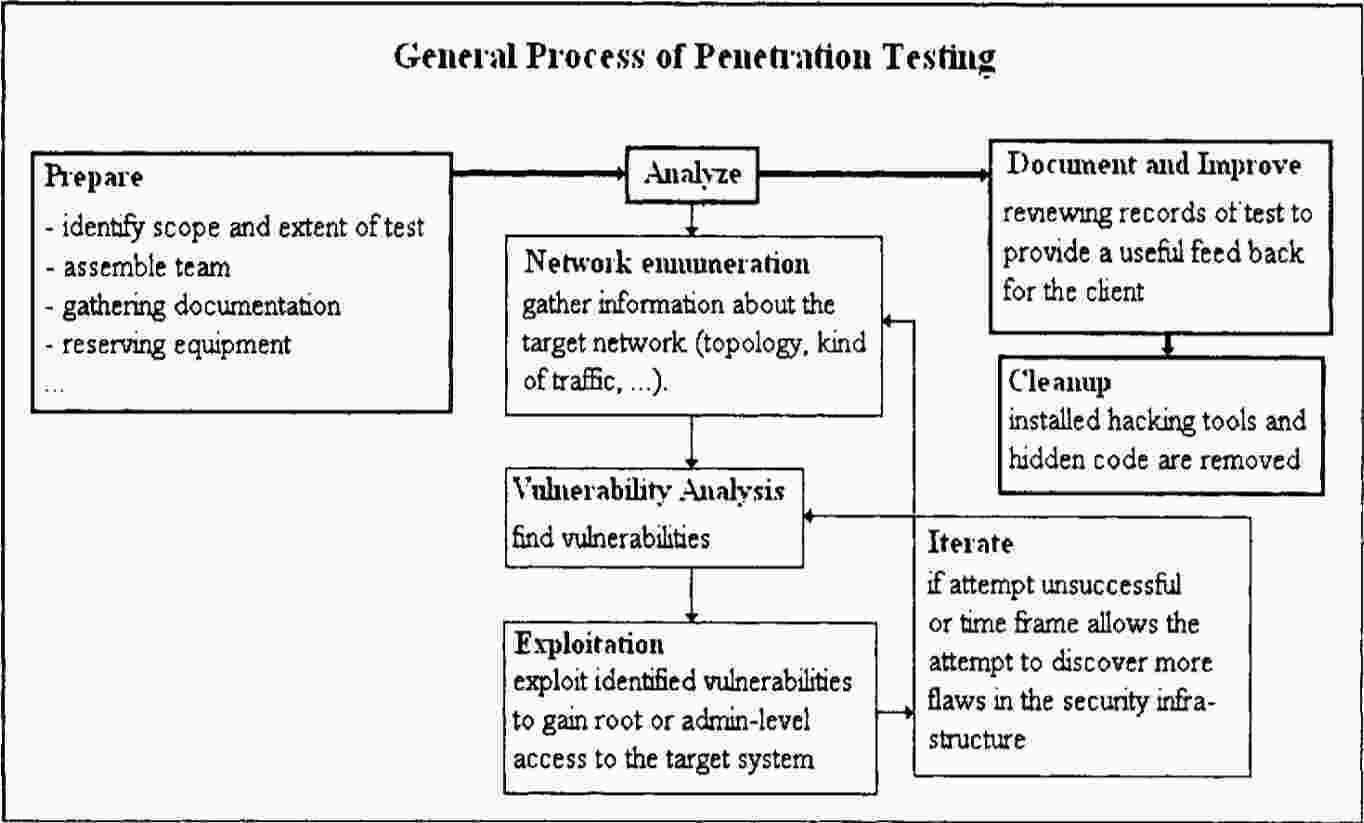 General Process of Penetration Testing
Prepare
- identify scope and extent of test
- assemble team
- gathering documentation
- reserving equipment
...
Analyze
Network enmuneration
gather information about the
target network (topology, kind
of traffic, ...).
Vulnerability Analysis
find vulnerabilities
Exploitation
exploit identified vulnerabilities
to gain root or admin-level
access to the target system
Document and Improve
reviewing records of test to
provide a useful feed back
for the client
Cleanup
installed hacking tools and
hidden code are removed
Iterate
if attempt unsuccessful
or time frame allows the
attempt to discover more
flaws in the security infra-
structure